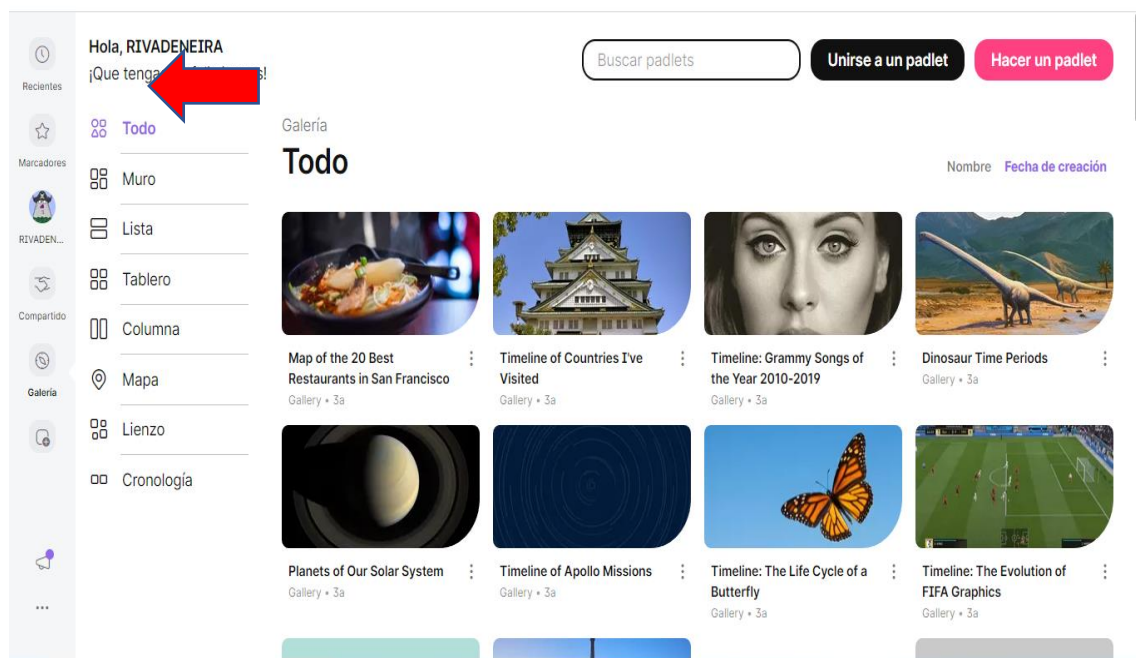 Hola, RIVADENEIRA
¡Que tenga
Recientes
Marcadores
RIVADEN...
Compartido
Galería
Todo
Muro
Lista
Tablero
Columna
Mapa
Lienzo
Cronología
Buscar padlets
Unirse a un padlet
Hacer un padlet
Galería
Todo
Nombre Fecha de creación
Map of the 20 Best
Restaurants in San Francisco
Gallery • 3a
Timeline of Countries I've
Visited
Gallery • 3a
Timeline: Grammy Songs of
the Year 2010-2019
Gallery • 3a
Dinosaur Time Periods
Gallery • 3a
Planets of Our Solar System
Gallery • 3a
Timeline of Apollo Missions
Gallery • 3a
Timeline: The Life Cycle of a
Butterfly
Gallery • 3a
Timeline: The Evolution of
FIFA Graphics
Gallery • 3a